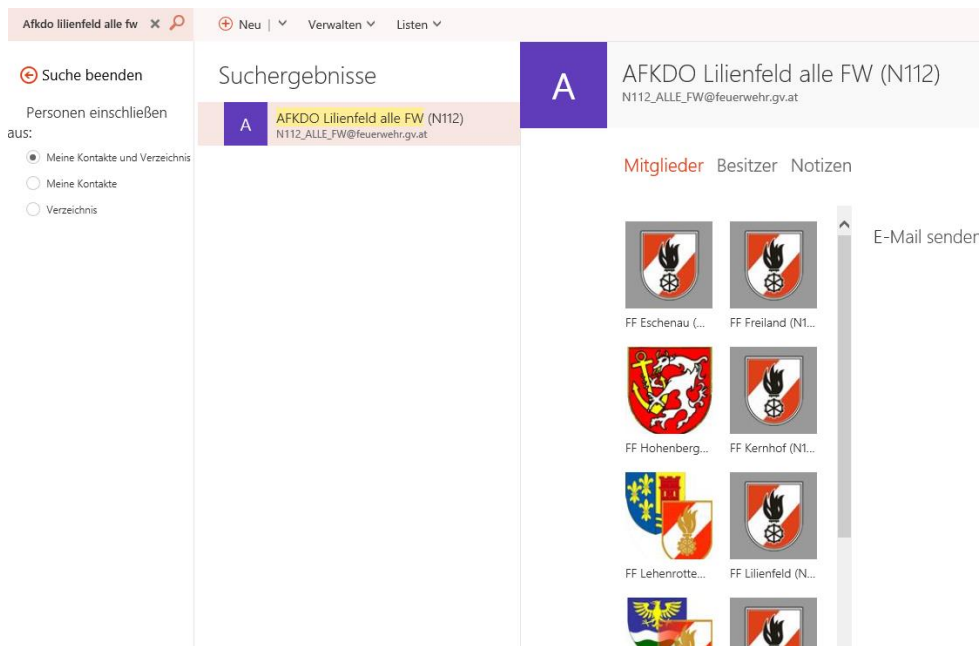 Afkdo lilienfeld alle fw
Neu
Verwalten
Listen
Suche beenden
Personen einschließen
aus:
Meine Kontakte und Verzeichnis
Meine Kontakte
Verzeichnis
Suchergebnisse
A
AFKDO Lilienfeld alle FW (N112)
N112_ALLE_FW@feuerwehr.gv.at
A
AFKDO Lilienfeld alle FW (N112)
N112_ALLE_FW@feuerwehr.gv.at
Mitglieder Besitzer Notizen
E-Mail senden
FF Eschenau (... FF Freiland (N1...
FF Hohenberg... FF Kernhof (N1...
FF Lehenrotte... FF Lilienfeld (N...